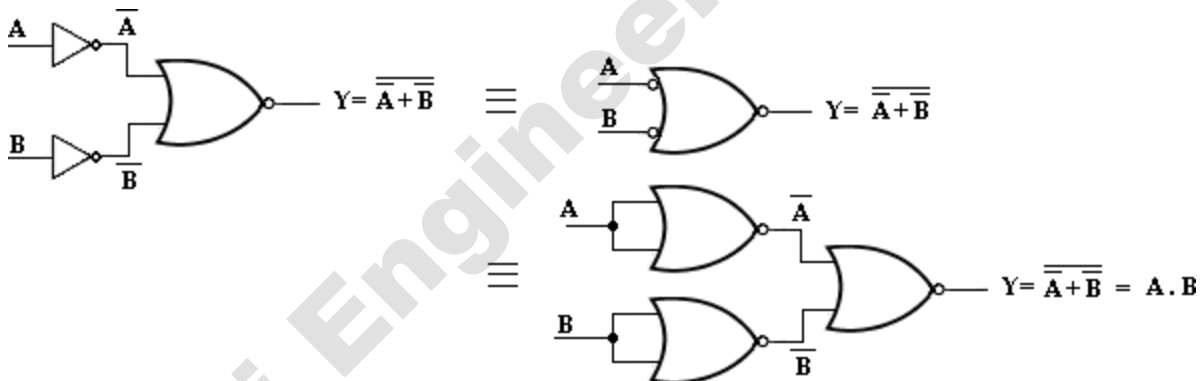 A
A̅
Y= \overline{\overline{A}+\overline{B}}
B
B̅
≡
A
B
Y= \overline{\overline{A}+\overline{B}}
≡
A
A̅
B
B̅
Y= \overline{\overline{A}+\overline{B}} = A . B
i Engineer